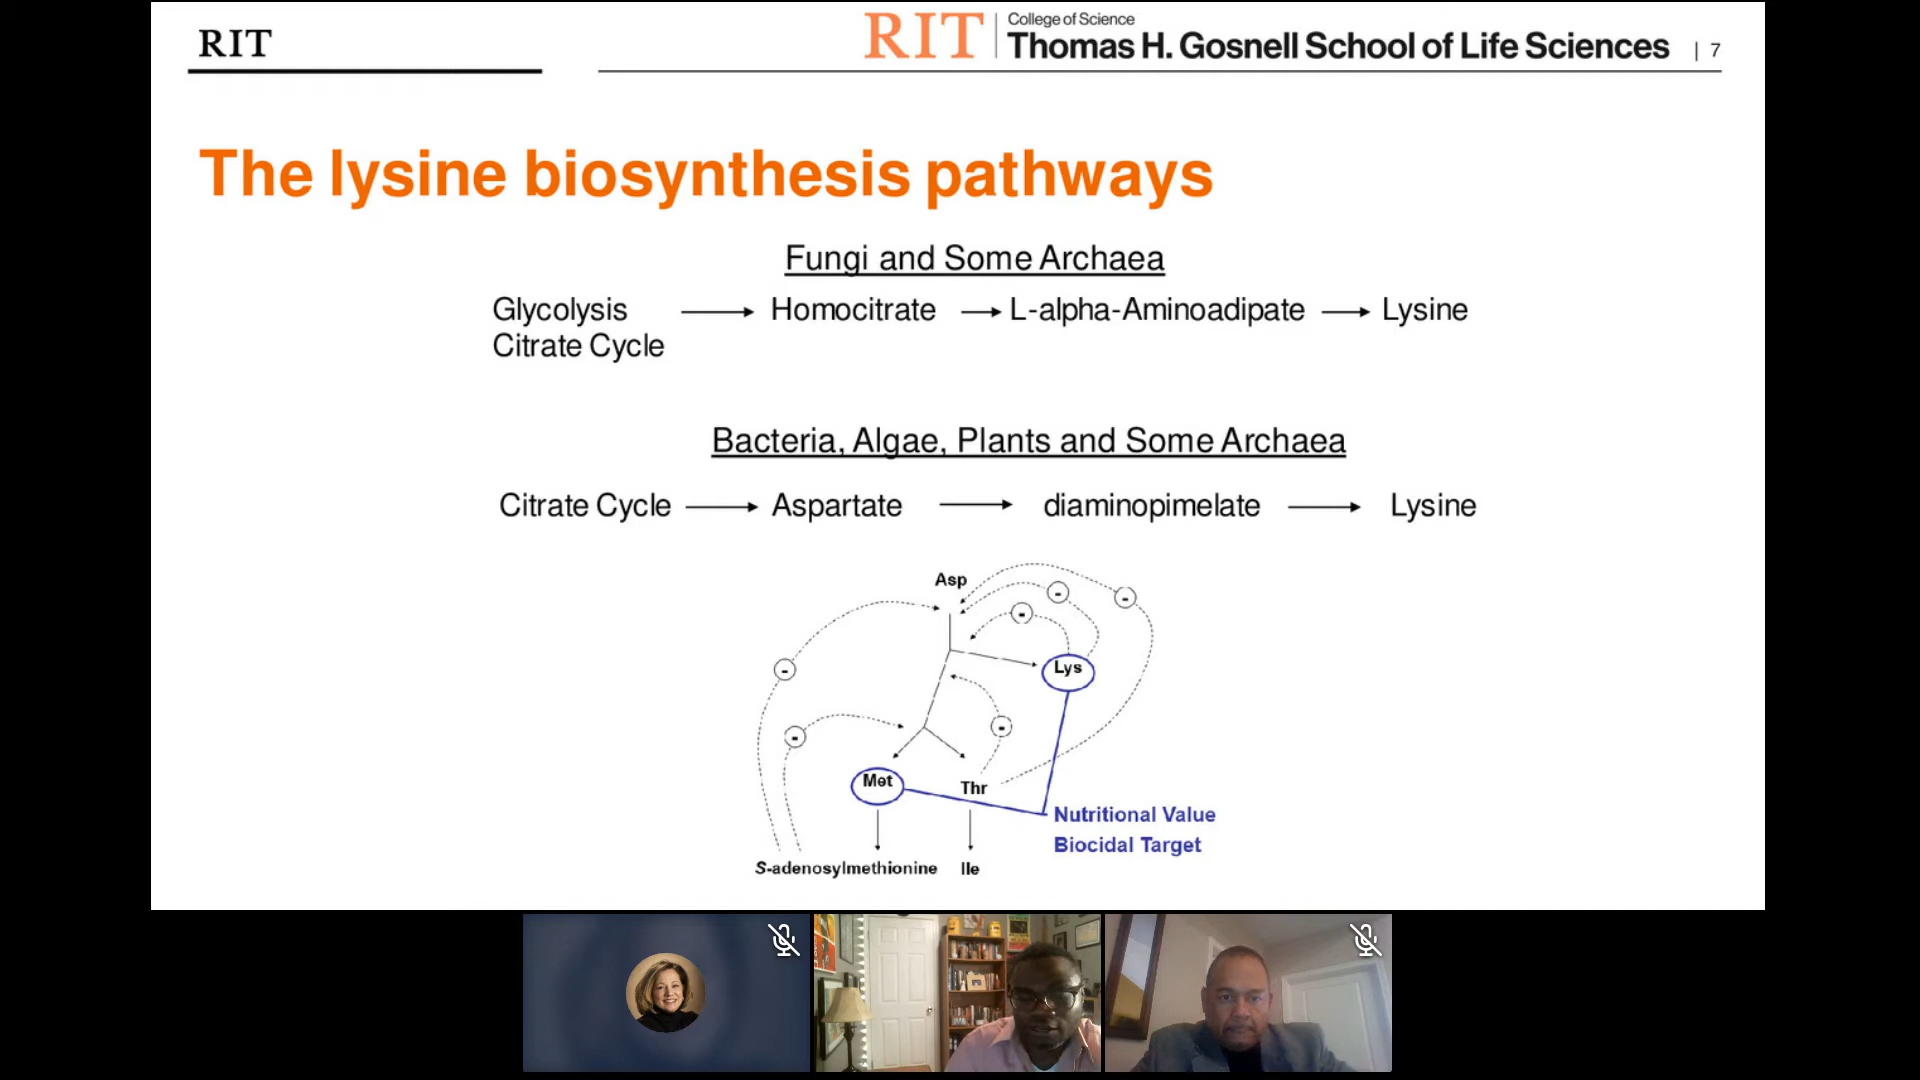 RIT
RIT | College of Science
Thomas H. Gosnell School of Life Sciences | 7
The lysine biosynthesis pathways
Fungi and Some Archaea
Glycolysis Homocitrate L-alpha-Aminoadipate Lysine
Citrate Cycle
Bacteria, Algae, Plants and Some Archaea
Citrate Cycle Aspartate diaminopimelate Lysine
Asp
Lys
Met Thr
Nutritional Value
Biocidal Target
S-adenosylmethionine Ile